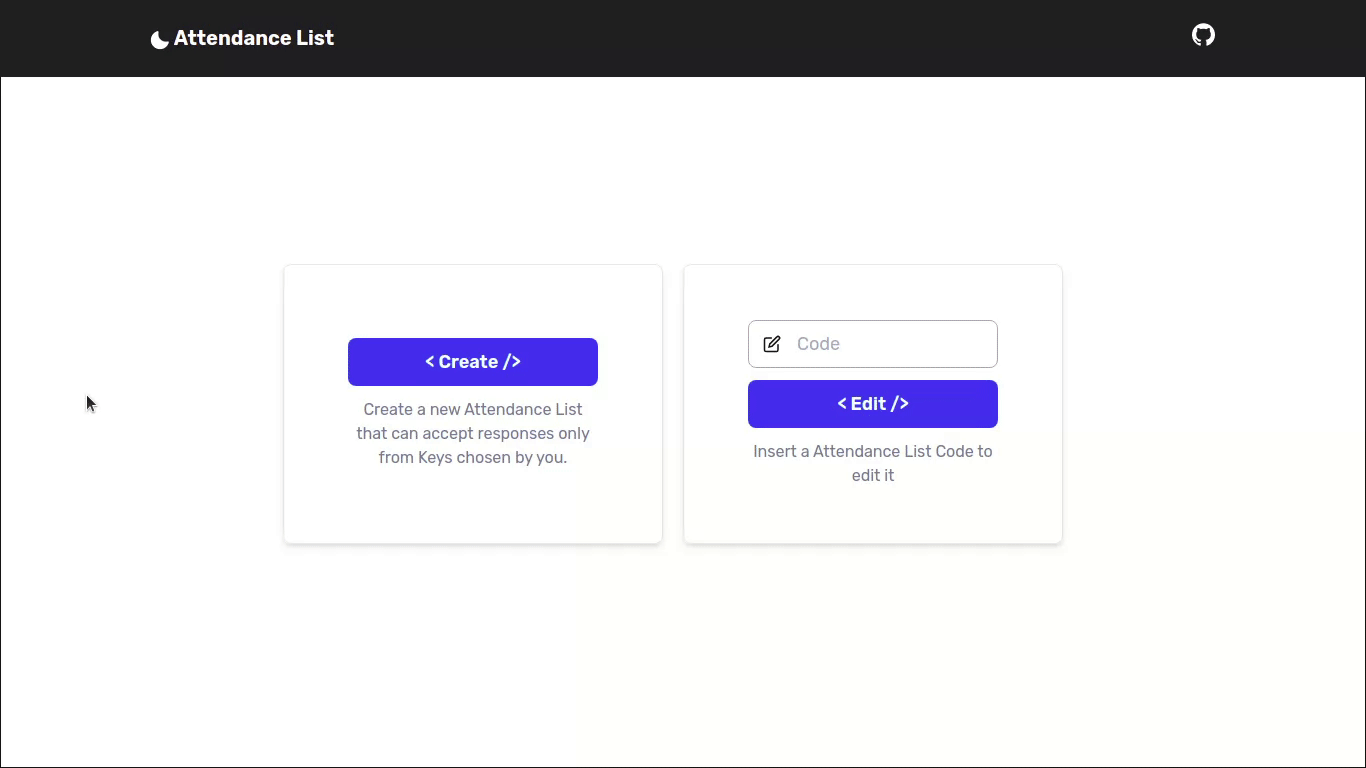 Attendance List
< Create />
Create a new Attendance List
that can accept responses only
from Keys chosen by you.
Code
< Edit />
Insert a Attendance List Code to
edit it